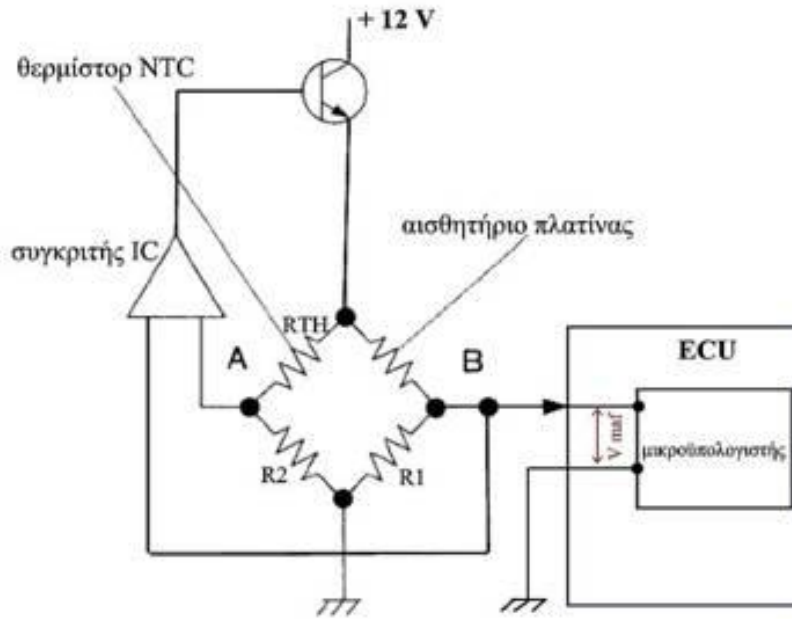 + 12 V
θερμίστορ NTC
αισθητήριο πλατίνας
συγκριτής IC
RTH
A
B
ECU
V maf
μικροϋπολογιστής
R2
R1